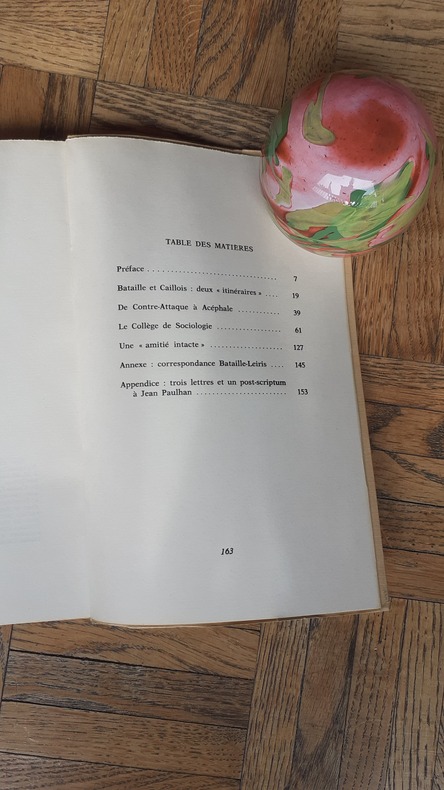 TABLE DES MATIERES
Préface ................................ 7
Bataille et Caillois : deux « itinéraires » .... 19
De Contre-Attaque à Acéphale ........... 39
Le Collège de Sociologie ................. 61
Une « amitié intacte » ................... 127
Annexe : correspondance Bataille-Leiris .... 145
Appendice : trois lettres et un post-scriptum
à Jean Paulhan ........................ 153
163